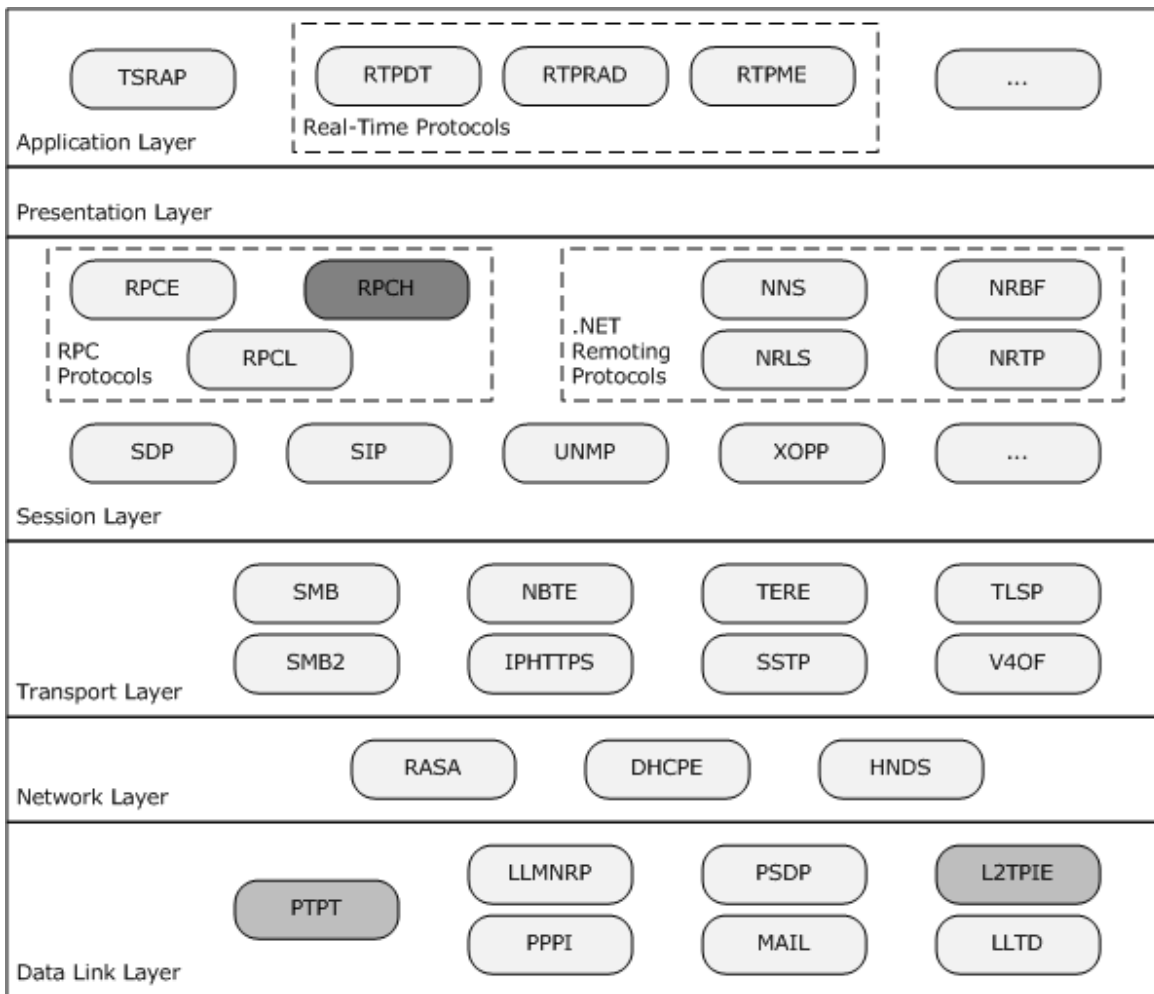 TSRAP
RTPDT
RTPRAD
RTPME
...
Real-Time Protocols
Application Layer
Presentation Layer
RPCE
RPCH
RPCL
RPC
Protocols
NNS
NRBF
.NET
Remoting
Protocols
NRLS
NRTP
SDP
SIP
UNMP
XOPP
...
Session Layer
SMB
NBTE
TERE
TLSP
SMB2
IPHTTPS
SSTP
V4OF
Transport Layer
RASA
DHCPE
HNDS
Network Layer
PTPT
LLMNRP
PSDP
L2TPIE
PPPI
MAIL
LLTD
Data Link Layer